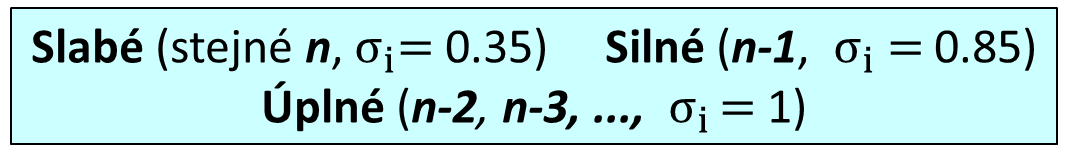 Slabé (stejné n, σi= 0.35) Silné (n-1, σi = 0.85)
Úplné (n-2, n-3, ..., σi = 1)